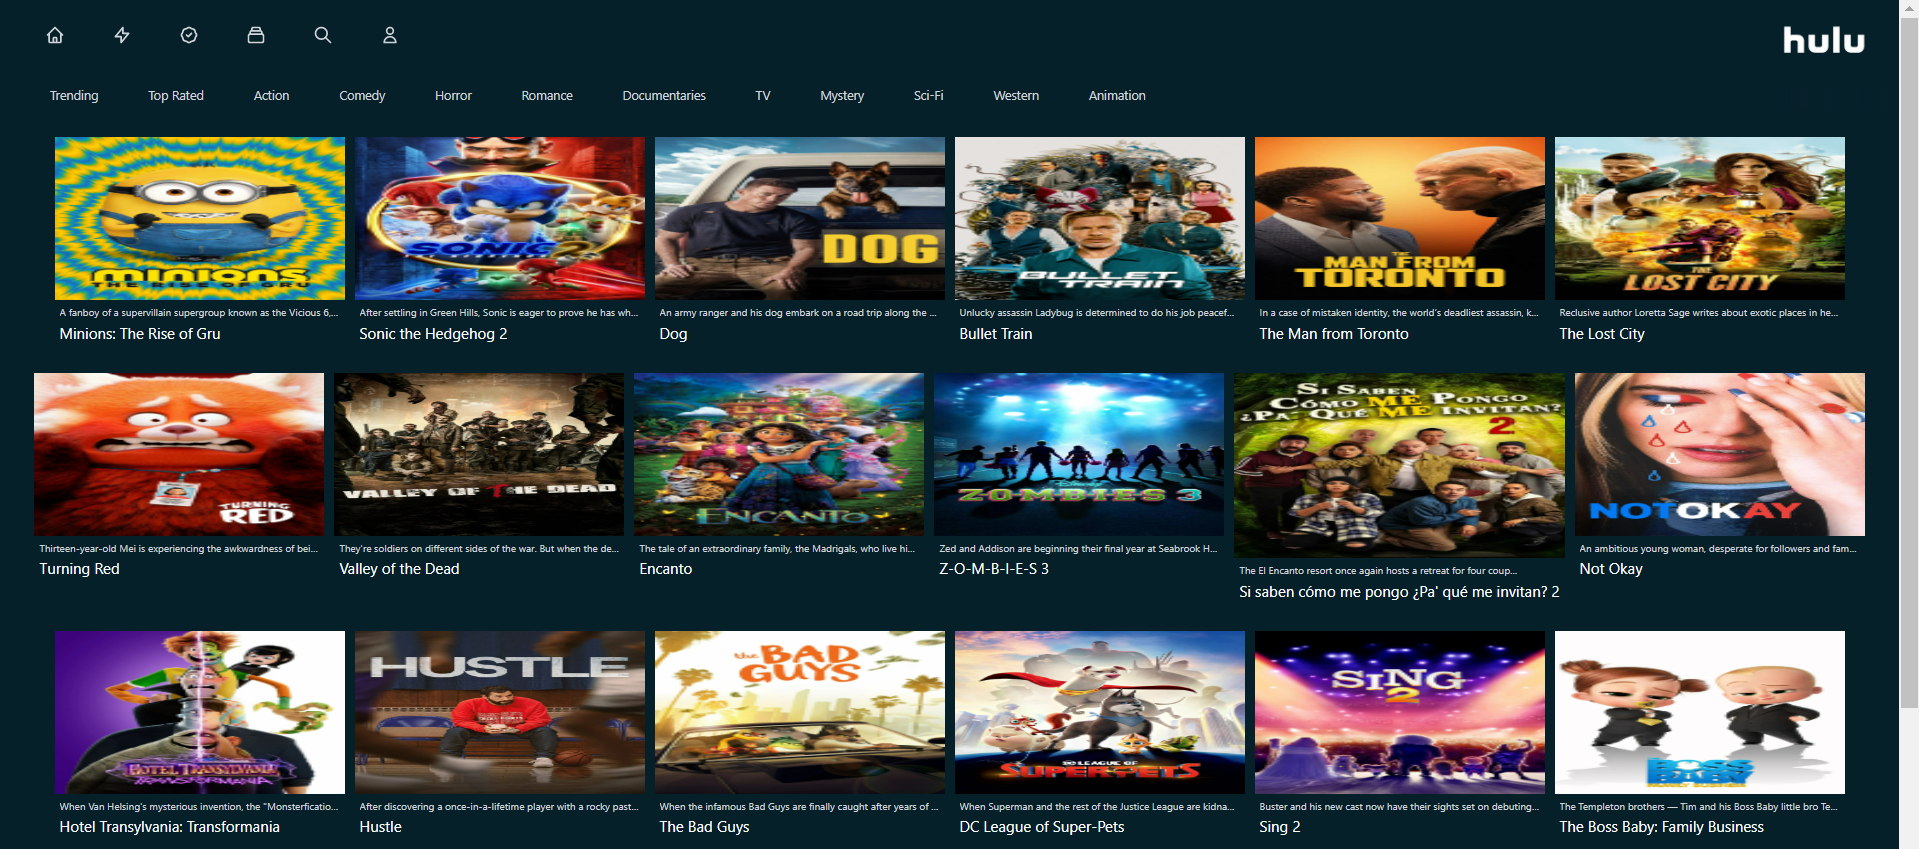 hulu
Trending Top Rated Action Comedy Horror Romance Documentaries TV Mystery Sci-Fi Western Animation
MINIONS
THE RISE OF GRU
SONIC 2
DOG
BULLET
TRAIN
THE
MAN FROM
TORONTO
THE
LOST CITY
A fanboy of a supervillain supergroup known as the Vicious 6,...
Minions: The Rise of Gru
After settling in Green Hills, Sonic is eager to prove he has wh...
Sonic the Hedgehog 2
An army ranger and his dog embark on a road trip along the ...
Dog
Unlucky assassin Ladybug is determined to do his job peacef...
Bullet Train
In a case of mistaken identity, the world's deadliest assassin, k...
The Man from Toronto
Reclusive author Loretta Sage writes about exotic places in he...
The Lost City
TURNING
RED
VALLEY OF THE DEAD
ENCANTO
Disney
ZOMBIES 3
SI SABEN
CÓMO ME PONGO
¿PA' QUÉ ME INVITAN?
2
NOTOKAY
Thirteen-year-old Mei is experiencing the awkwardness of bei...
Turning Red
They're soldiers on different sides of the war. But when the de...
Valley of the Dead
The tale of an extraordinary family, the Madrigals, who live hi...
Encanto
Zed and Addison are beginning their final year at Seabrook H...
Z-O-M-B-I-E-S 3
The El Encanto resort once again hosts a retreat for four coup...
Si saben cómo me pongo ¿Pa' qué me invitan? 2
An ambitious young woman, desperate for followers and fam...
Not Okay
HOTEL TRANSYLVANIA
TRANSFORMANIA
HUSTLE
the BAD
GUYS
DC LEAGUE OF
SUPER-PETS
SING
2
BOSS
BABY
FAMILY BUSINESS
When Van Helsing's mysterious invention, the "Monsterficatio...
Hotel Transylvania: Transformania
After discovering a once-in-a-lifetime player with a rocky past...
Hustle
When the infamous Bad Guys are finally caught after years of ...
The Bad Guys
When Superman and the rest of the Justice League are kidna...
DC League of Super-Pets
Buster and his new cast now have their sights set on debuting...
Sing 2
The Templeton brothers — Tim and his Boss Baby little bro Te...
The Boss Baby: Family Business